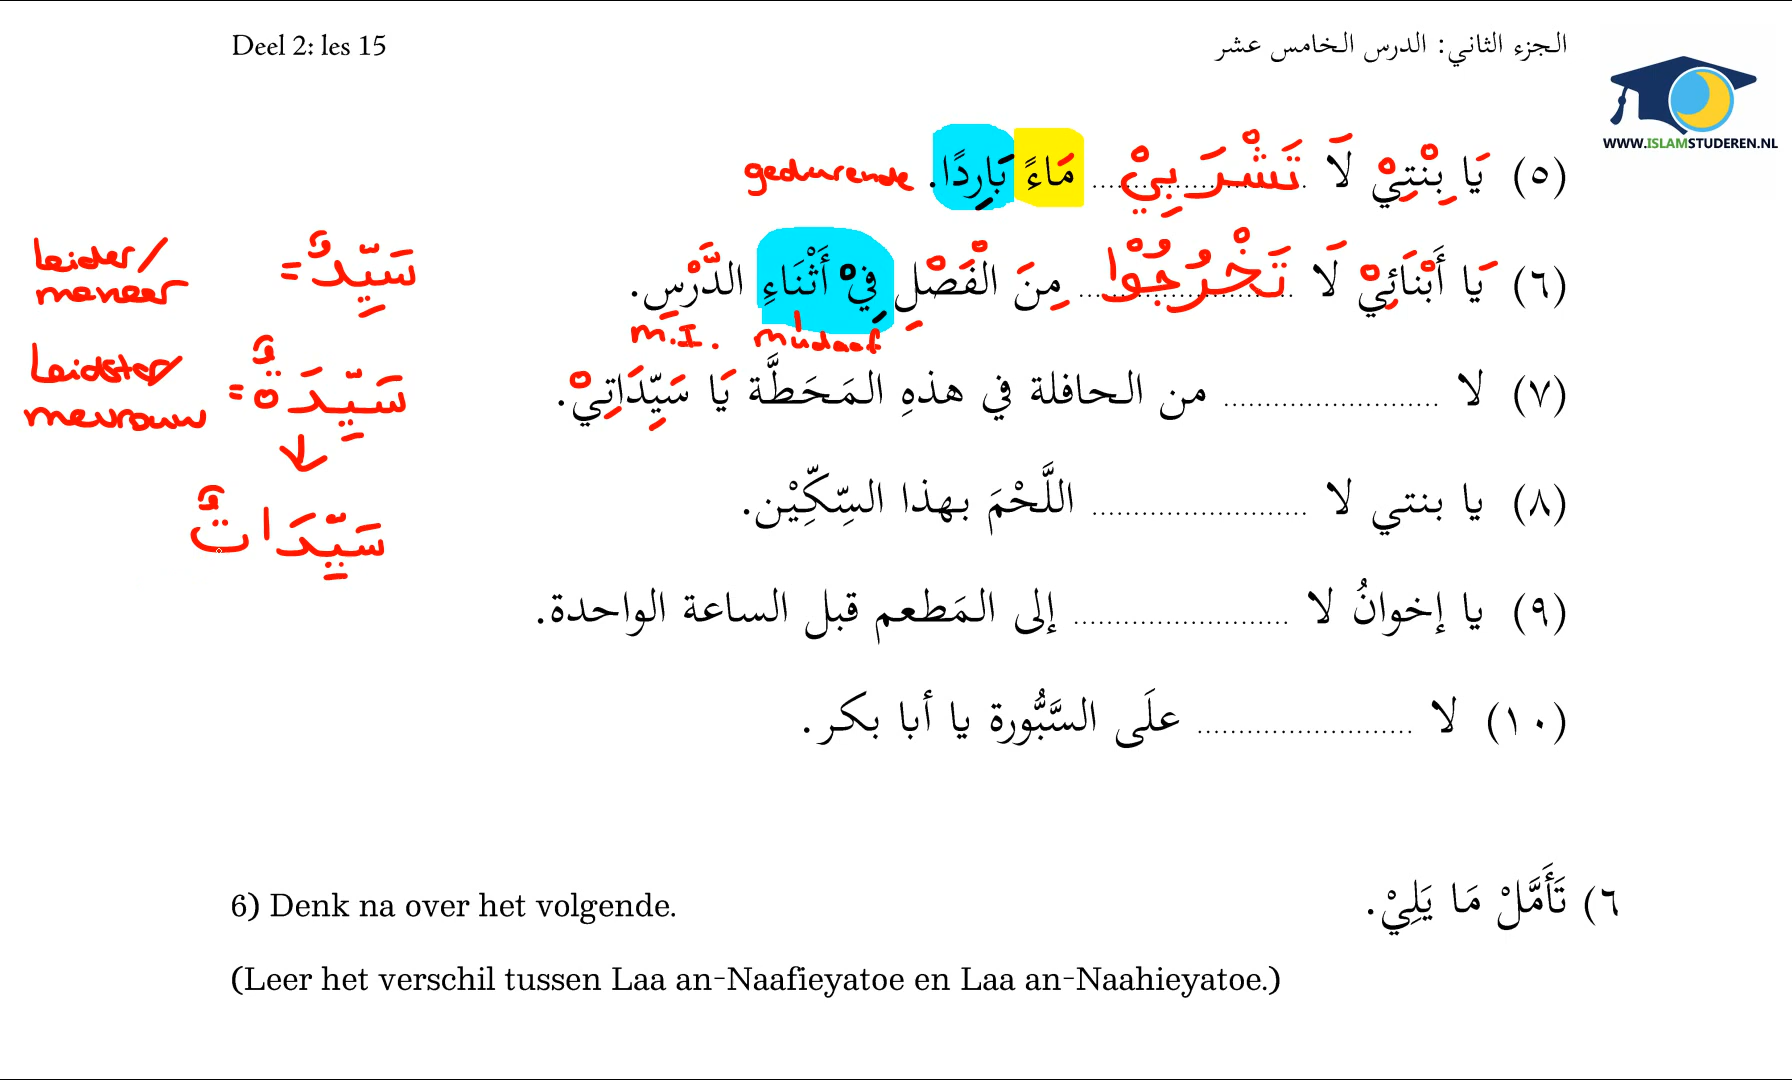 Deel 2: les 15
الجزء الثاني: الدرس الخامس عشر
WWW.ISLAMSTUDEREN.NL
(٥) يَا بِنْتِيْ لَا تَشْرَبِيْ مَاءً بَارِدًا.
gedurende
(٦) يَا أَبْنَائِيْ لَا تَخْرُجُوْا مِنَ الْفَصْلِ فِيْ أَثْنَاءِ الدَّرْسِ.
m.I. mudaaf
سَيِّدٌ = leider/ meneer
(٧) لا ........................ من الحافلة في هذهِ المَحَطَّة يَا سَيِّدَاتِيْ.
سَيِّدَةٌ = Leidster/ mevrouw
↓
سَيِّدَاتٌ
(٨) يا بنتي لا ........................ اللَّحْمَ بهذا السِّكِّيْن.
(٩) يا إخوانُ لا ........................ إلى المَطعم قبل الساعة الواحدة.
(١٠) لا ........................ علَى السَّبُّورة يا أبا بكر.
6) Denk na over het volgende.
٦) تَأَمَّلْ مَا يَلِيْ.
(Leer het verschil tussen Laa an-Naafieyatoe en Laa an-Naahieyatoe.)